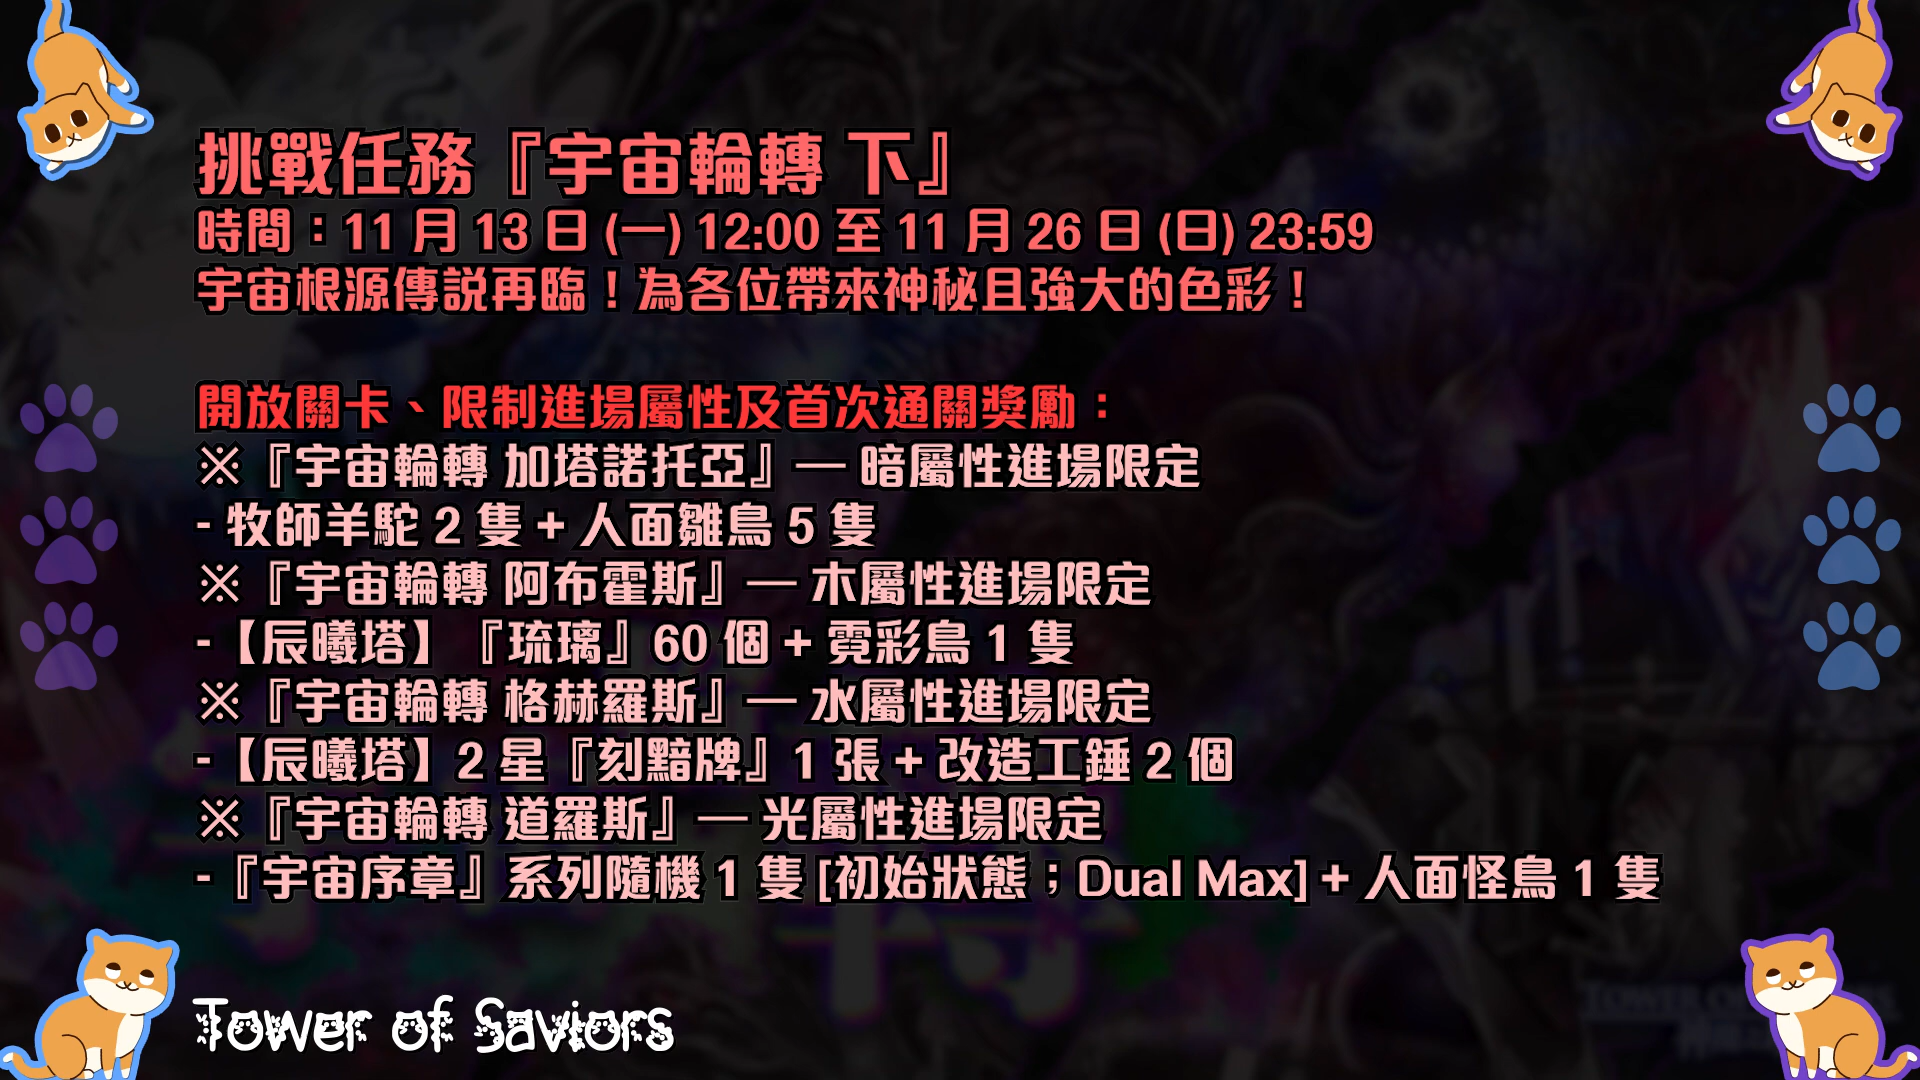 挑戰任務『宇宙輪轉 下』
時間：11 月 13 日 (一) 12:00 至 11 月 26 日 (日) 23:59
宇宙根源傳説再臨！為各位帶來神秘且強大的色彩！
開放關卡、限制進場屬性及首次通關獎勵：
※『宇宙輪轉 加塔諾托亞』— 暗屬性進場限定
- 牧師羊駝 2 隻 + 人面雛鳥 5 隻
※『宇宙輪轉 阿布霍斯』— 木屬性進場限定
-【辰曦塔】『琉璃』60 個 + 霓彩鳥 1 隻
※『宇宙輪轉 格赫羅斯』— 水屬性進場限定
-【辰曦塔】2 星『刻黯牌』1 張 + 改造工錘 2 個
※『宇宙輪轉 道羅斯』— 光屬性進場限定
-『宇宙序章』系列隨機 1 隻 [初始狀態；Dual Max] + 人面怪鳥 1 隻
Tower of Saviors